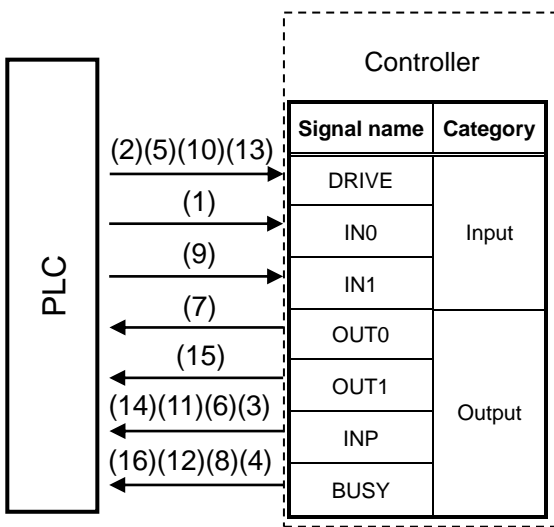 Controller
Signal name Category
(2)(5)(10)(13)
DRIVE
(1)
IN0
Input
(9)
IN1
PLC
(7)
OUT0
(15)
OUT1
(14)(11)(6)(3)
INP
Output
(16)(12)(8)(4)
BUSY